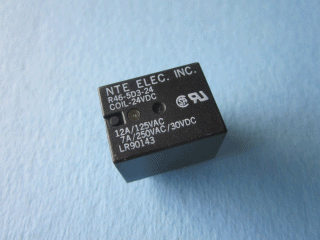 NTE ELEC. INC.
R46-5D3-24
COIL-24VDC
12A/125VAC
7A/250VAC/30VDC
LR90143